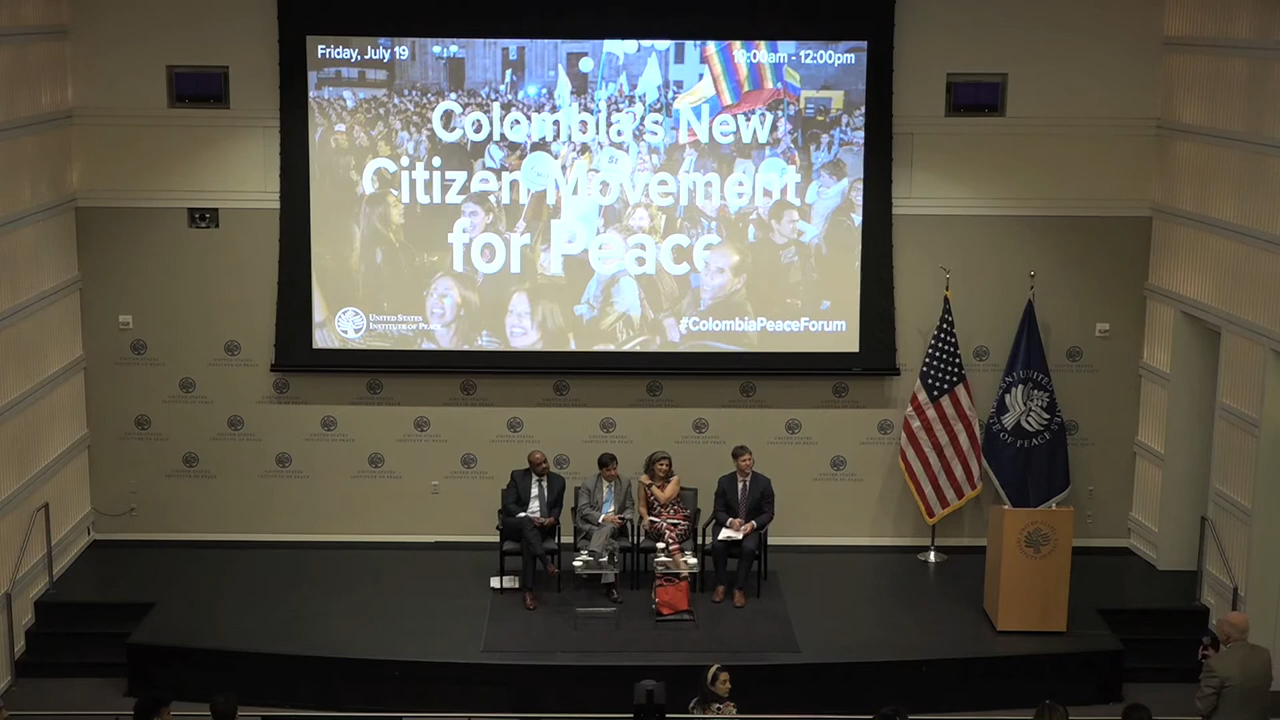 Friday, July 19
10:00am - 12:00pm
Colombia's New
Citizen Movement
for Peace
UNITED STATES
INSTITUTE OF PEACE
#ColombiaPeaceForum